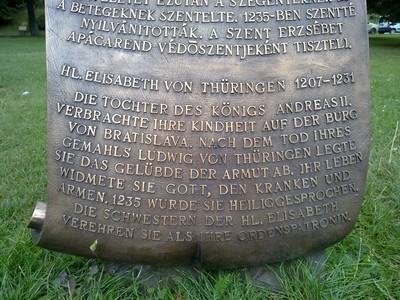 ÉLETÉT EZUTÁN A SZEGÉNYEKNEK
A BETEGEKNEK SZENTELTE. 1235-BEN SZENTTÉ
NYILVÁNÍTOTTÁK. A SZENT ERZSÉBET
APÁCAREND VÉDŐSZENTJEKÉNT TISZTELI.
HL. ELISABETH VON THÜRINGEN 1207-1231
DIE TOCHTER DES KÖNIGS ANDREAS II.
VERBRACHTE IHRE KINDHEIT AUF DER BURG
VON BRATISLAVA. NACH DEM TOD IHRES
GEMAHLS LUDWIG VON THÜRINGEN LEGTE
SIE DAS GELÜBDE DER ARMUT AB. IHR LEBEN
WIDMETE SIE GOTT, DEN KRANKEN UND
ARMEN. 1235 WURDE SIE HEILIGGESPROCHEN.
DIE SCHWESTERN DER HL. ELISABETH
VEREHREN SIE ALS IHRE ORDENSPATRONIN.